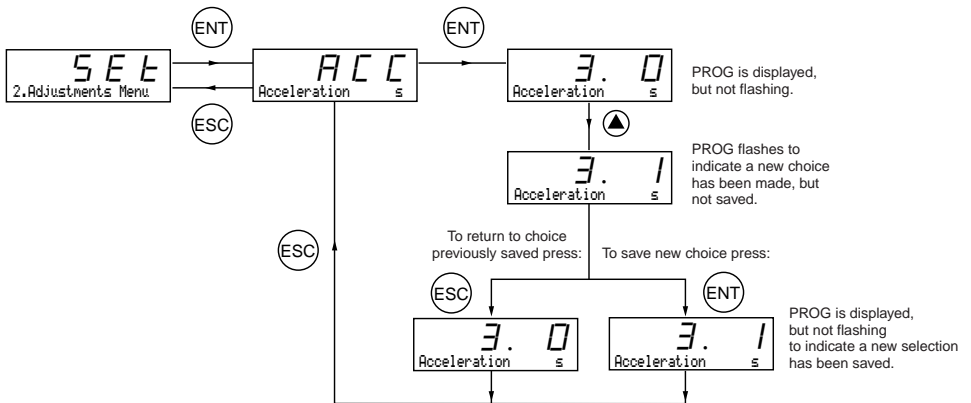 ENT
ENT
SEt
2.Adjustments Menu
ACC
Acceleration s
3. 0
Acceleration s
PROG is displayed,
but not flashing.
ESC
▲
3. 1
Acceleration s
PROG flashes to
indicate a new choice
has been made, but
not saved.
ESC
To return to choice
previously saved press:
To save new choice press:
ESC
ENT
3. 0
Acceleration s
3. 1
Acceleration s
PROG is displayed,
but not flashing
to indicate a new selection
has been saved.